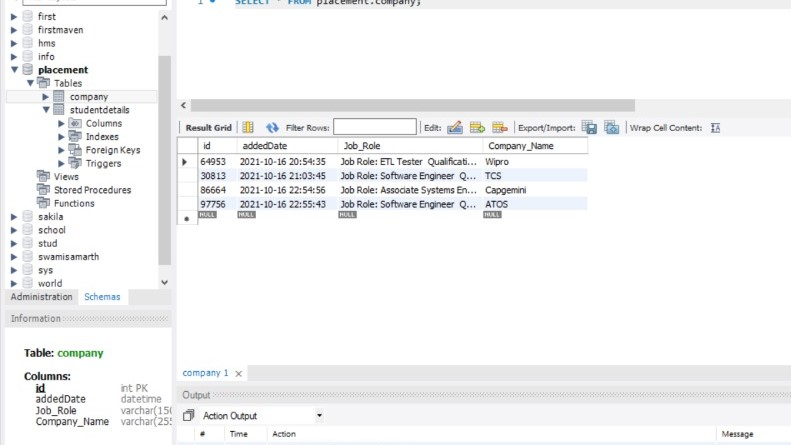 first
firstmaven
hms
info
placement
Tables
company
studentdetails
Columns
Indexes
Foreign Keys
Triggers
Views
Stored Procedures
Functions
sakila
school
stud
swamisamarth
sys
world
Administration Schemas
Information
Table: company
Columns:
id int PK
addedDate datetime
Job_Role varchar(150
Company_Name varchar(255
1 SELECT * FROM placement.company;
Result Grid Filter Rows: Edit: Export/Import: Wrap Cell Content:
id addedDate Job_Role Company_Name
64953 2021-10-16 20:54:35 Job Role: ETL Tester Qualificati... Wipro
30813 2021-10-16 21:03:45 Job Role: Software Engineer Q... TCS
86664 2021-10-16 22:54:56 Job Role: Associate Systems En... Capgemini
97756 2021-10-16 22:55:43 Job Role: Software Engineer Q... ATOS
NULL NULL NULL NULL
company 1
Output
Action Output
# Time Action Message